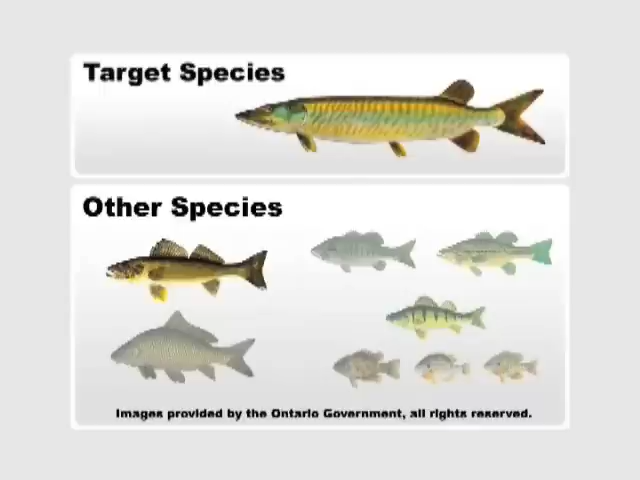 Target Species
Other Species
Images provided by the Ontario Government, all rights reserved.